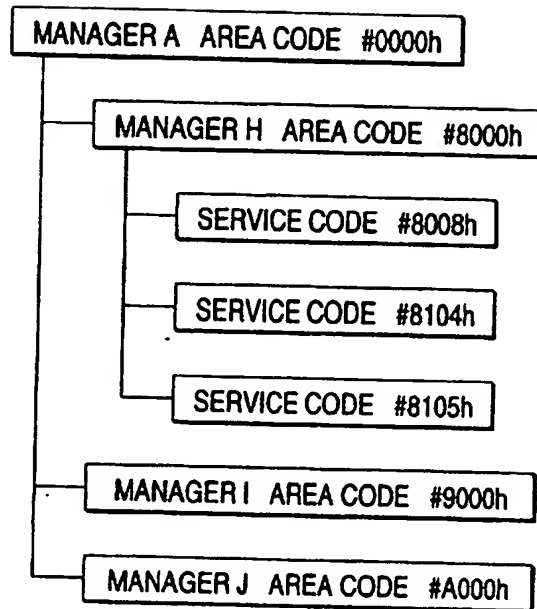 MANAGER A AREA CODE #0000h
MANAGER H AREA CODE #8000h
SERVICE CODE #8008h
SERVICE CODE #8104h
SERVICE CODE #8105h
MANAGER I AREA CODE #9000h
MANAGER J AREA CODE #A000h